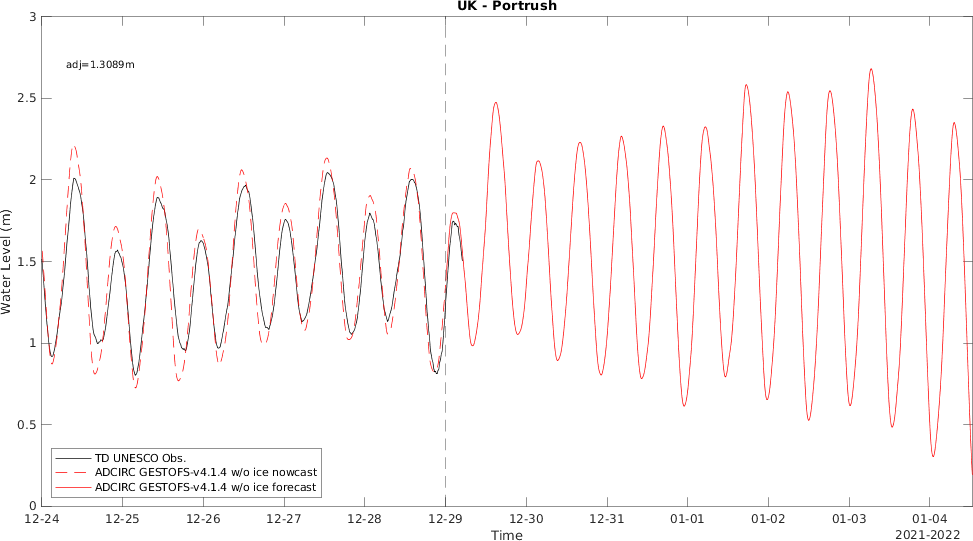 UK - Portrush
3
adj=1.3089m
2.5
2
Water Level (m)
1.5
1
0.5
TD UNESCO Obs.
ADCIRC GESTOFS-v4.1.4 w/o ice nowcast
ADCIRC GESTOFS-v4.1.4 w/o ice forecast
0
12-24 12-25 12-26 12-27 12-28 12-29 12-30 12-31 01-01 01-02 01-03 01-04
Time
2021-2022